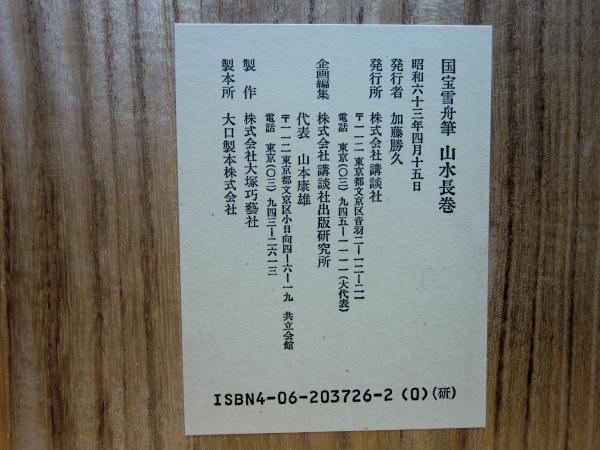 国宝雪舟筆 山水長巻
昭和六十三年四月十五日
発行者 加藤勝久
発行所 株式会社講談社
〒一一二 東京都文京区音羽二ー一二ー二一
電話 東京(〇三)九四五ー一一一一(大代表)
企画編集 株式会社講談社出版研究所
代表 山本康雄
〒一一二 東京都文京区小日向四ー六ー一九 共立会館
電話 東京(〇三)九四三ー二六一三
製作 株式会社大塚巧藝社
製本所 大口製本株式会社
ISBN4-06-203726-2 (0) (研)